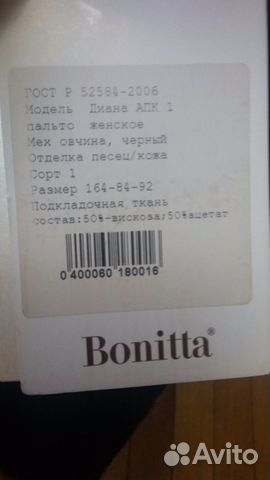 ГОСТ Р 52584-2006
Модель Диана АПК 1
пальто женское
Мех овчина, черный
Отделка песец/кожа
Сорт 1
Размер 164-84-92
Подкладочная ткань
состав:50%-вискоза;50%ацетат
0 400060 180016
Bonitta®
Avito